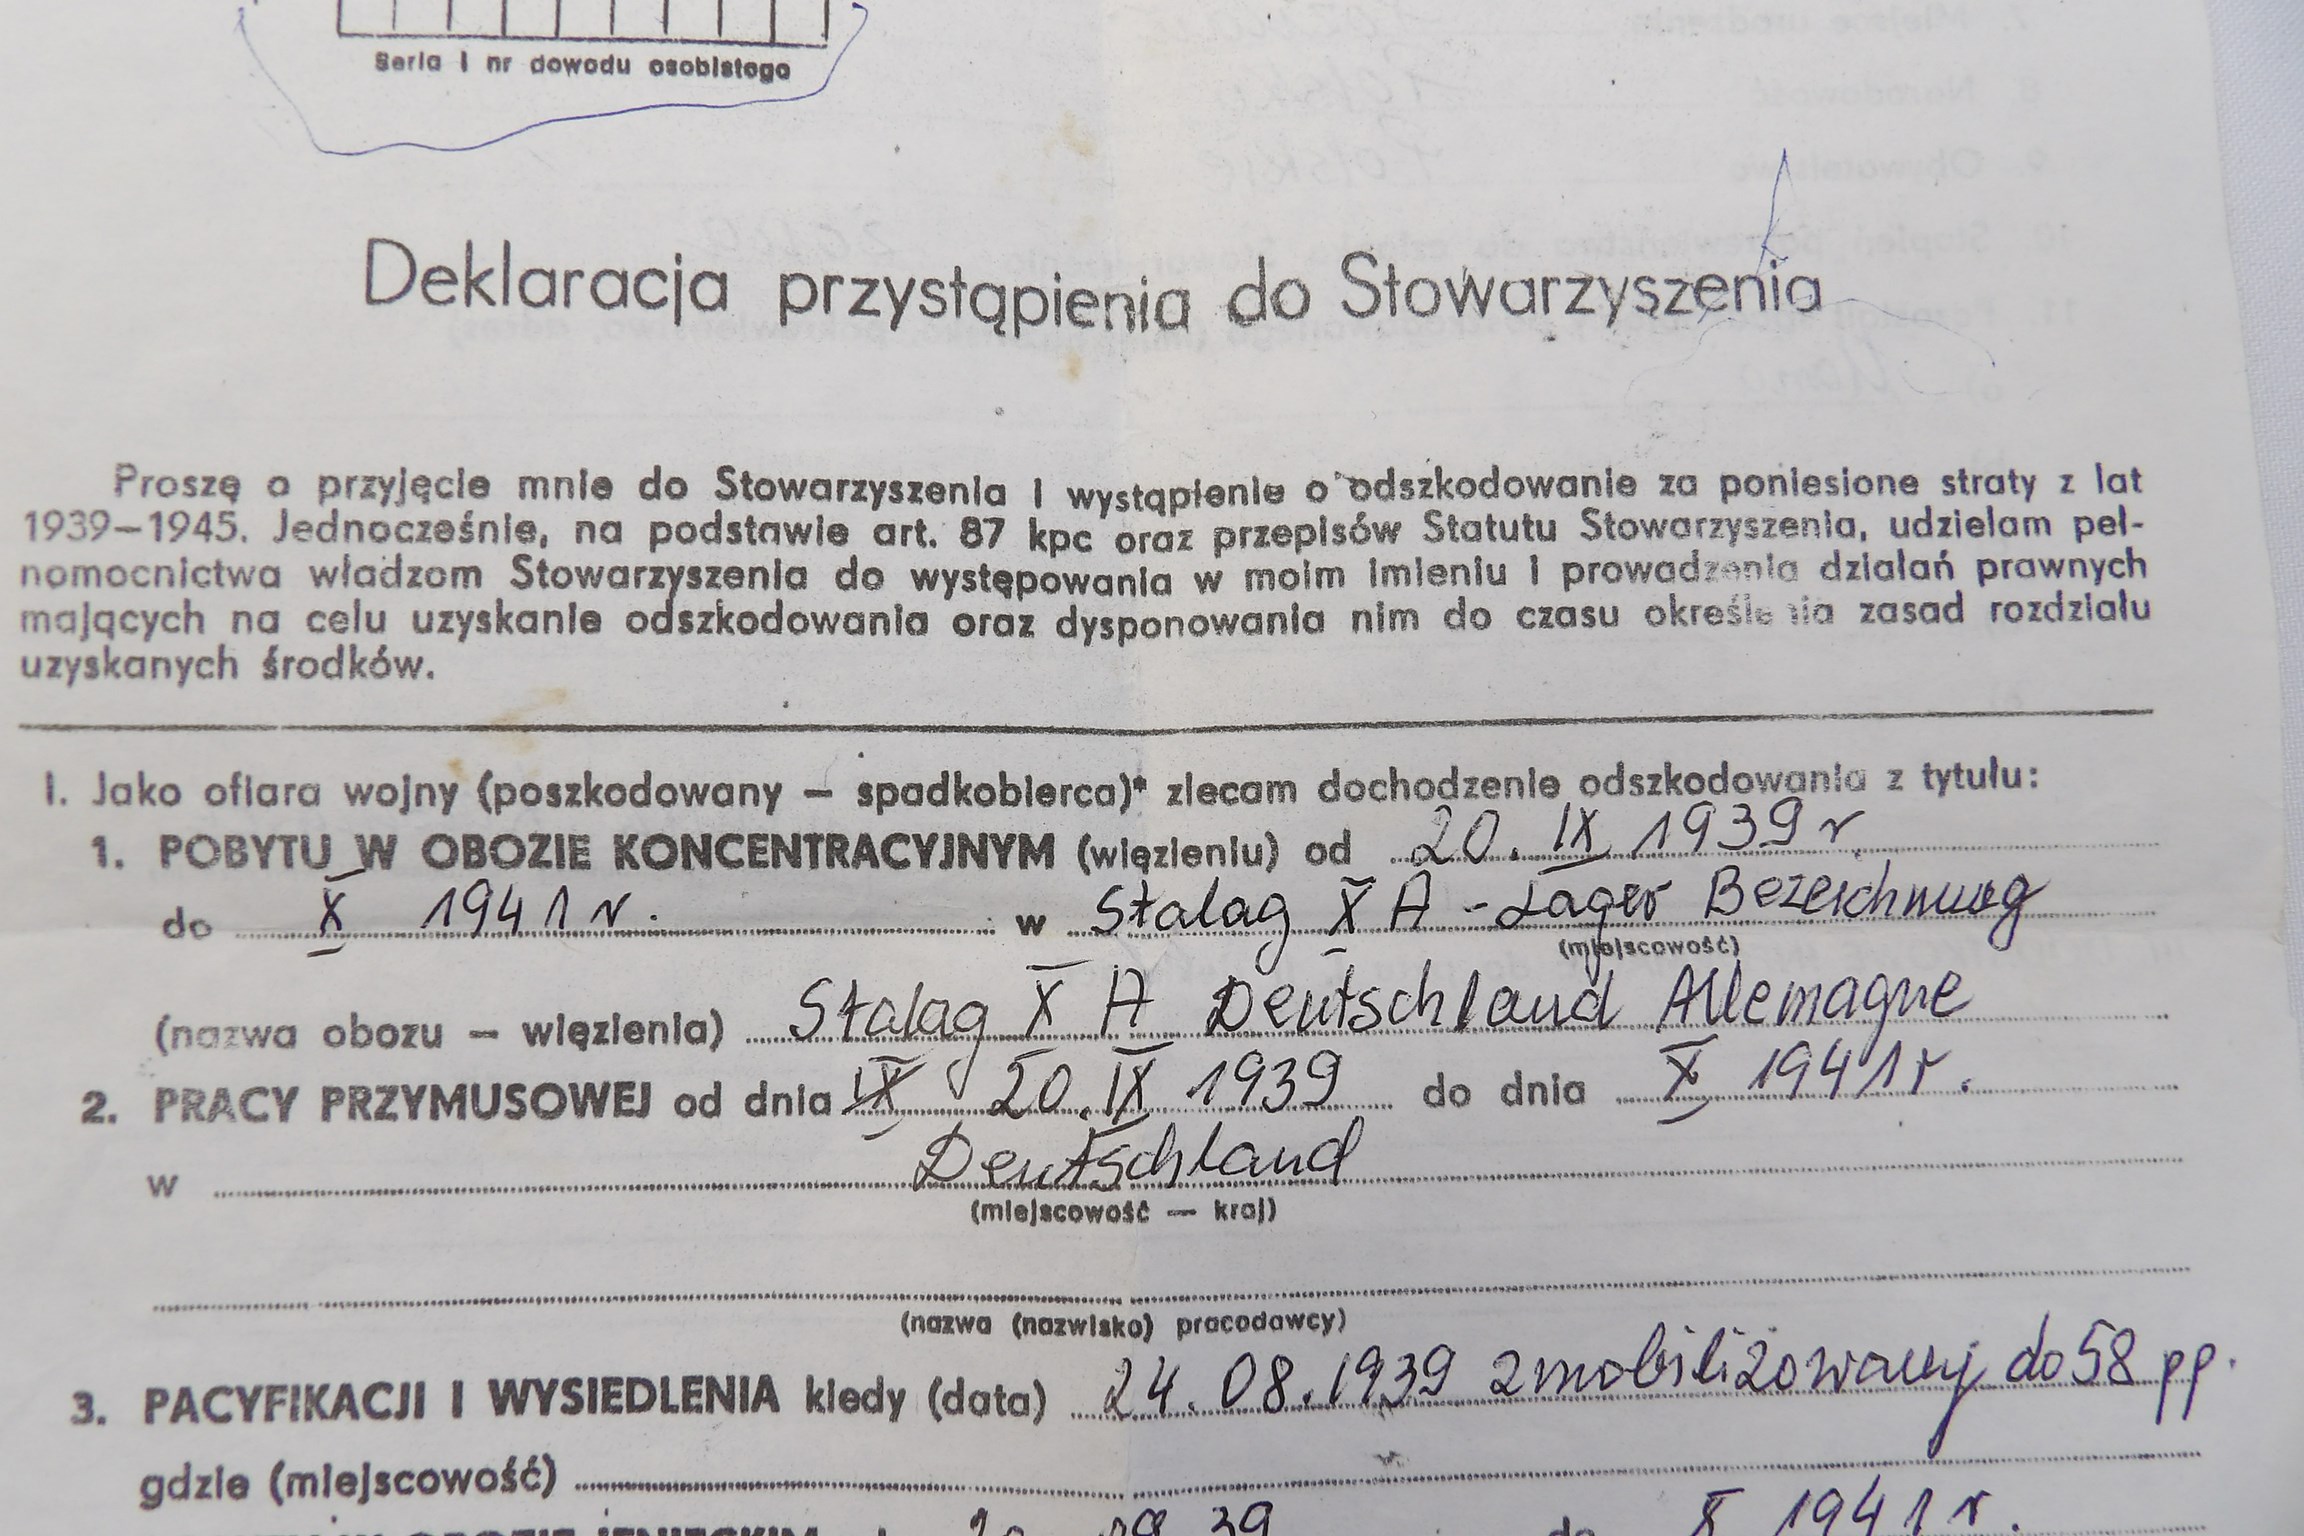 Seria i nr dowodu osobistego
Deklaracja przystąpienia do Stowarzyszenia
Proszę o przyjęcie mnie do Stowarzyszenia i wystąpienie o odszkodowanie za poniesione straty z lat
1939–1945. Jednocześnie, na podstawie art. 87 kpc oraz przepisów Statutu Stowarzyszenia, udzielam peł-
nomocnictwa władzom Stowarzyszenia do występowania w moim imieniu i prowadzenia działań prawnych
mających na celu uzyskanie odszkodowania oraz dysponowania nim do czasu określenia zasad rozdziału
uzyskanych środków.
I. Jako ofiara wojny (poszkodowany – spadkobierca)* zlecam dochodzenie odszkodowania z tytułu:
1. POBYTU W OBOZIE KONCENTRACYJNYM (więzieniu) od 20. IX 1939 r.
do X 1941 r. w Stalag X A - Lager Bezeichnung
(miejscowość)
(nazwa obozu – więzienia) Stalag X A Deutschland Allemagne
2. PRACY PRZYMUSOWEJ od dnia IX 20. IX 1939 do dnia X 1941 r.
w Deutschland
(miejscowość — kraj)
(nazwa (nazwisko) pracodawcy)
3. PACYFIKACJI I WYSIEDLENIA kiedy (data) 24.08.1939 zmobilizowany do 58 pp.
gdzie (miejscowość)
do X 1941 r.